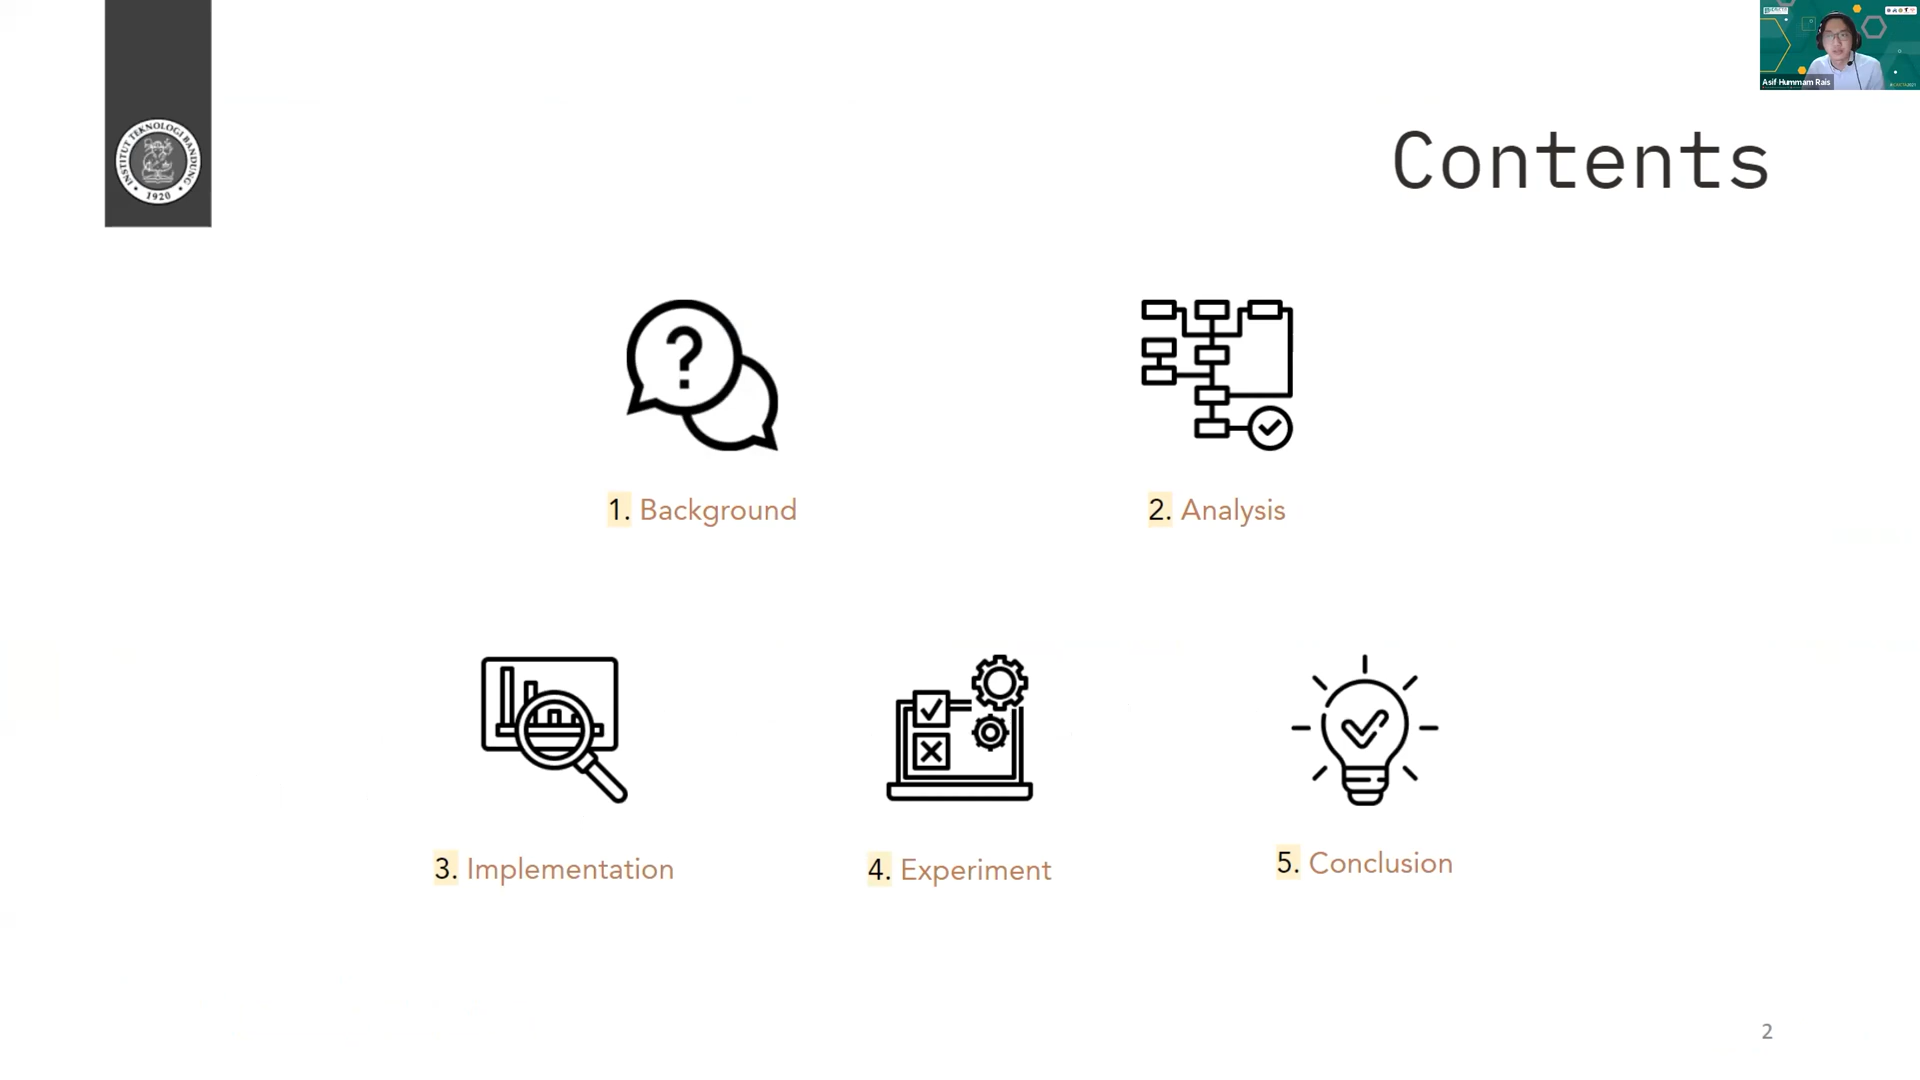 Asif Hummam Rais
INSTITUT TEKNOLOGI BANDUNG
1920
Contents
1. Background
2. Analysis
3. Implementation
4. Experiment
5. Conclusion
2